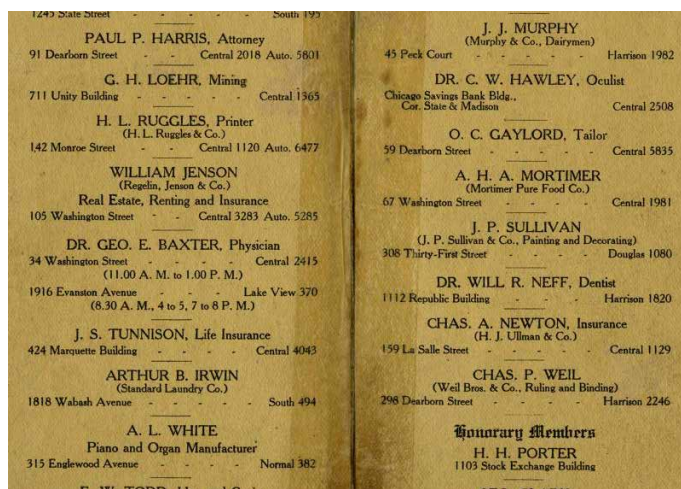 1245 State Street - - - - South 195
PAUL P. HARRIS, Attorney
91 Dearborn Street - - Central 2018 Auto. 5801
G. H. LOEHR, Mining
711 Unity Building - - - - Central 1365
H. L. RUGGLES, Printer
(H. L. Ruggles & Co.)
142 Monroe Street - - Central 1120 Auto. 6477
WILLIAM JENSON
(Regelin, Jenson & Co.)
Real Estate, Renting and Insurance
105 Washington Street - - Central 3283 Auto. 5285
DR. GEO. E. BAXTER, Physician
34 Washington Street - - - - Central 2415
(11.00 A. M. to 1.00 P. M.)
1916 Evanston Avenue - - - Lake View 370
(8.30 A. M., 4 to 5, 7 to 8 P. M.)
J. S. TUNNISON, Life Insurance
424 Marquette Building - - - - Central 4043
ARTHUR B. IRWIN
(Standard Laundry Co.)
1818 Wabash Avenue - - - - South 494
A. L. WHITE
Piano and Organ Manufacturer
315 Englewood Avenue - - - - Normal 382
J. J. MURPHY
(Murphy & Co., Dairymen)
45 Peck Court - - - - Harrison 1982
DR. C. W. HAWLEY, Oculist
Chicago Savings Bank Bldg.,
Cor. State & Madison Central 2508
O. C. GAYLORD, Tailor
59 Dearborn Street - - - - - Central 5835
A. H. A. MORTIMER
(Mortimer Pure Food Co.)
67 Washington Street - - - - Central 1981
J. P. SULLIVAN
(J. P. Sullivan & Co., Painting and Decorating)
308 Thirty-First Street - - - - Douglas 1080
DR. WILL R. NEFF, Dentist
1112 Republic Building - - - Harrison 1820
CHAS. A. NEWTON, Insurance
(H. J. Ullman & Co.)
159 La Salle Street - - - - - Central 1129
CHAS. P. WEIL
(Weil Bros. & Co., Ruling and Binding)
298 Dearborn Street - - - - Harrison 2246
Honorary Members
H. H. PORTER
1103 Stock Exchange Building